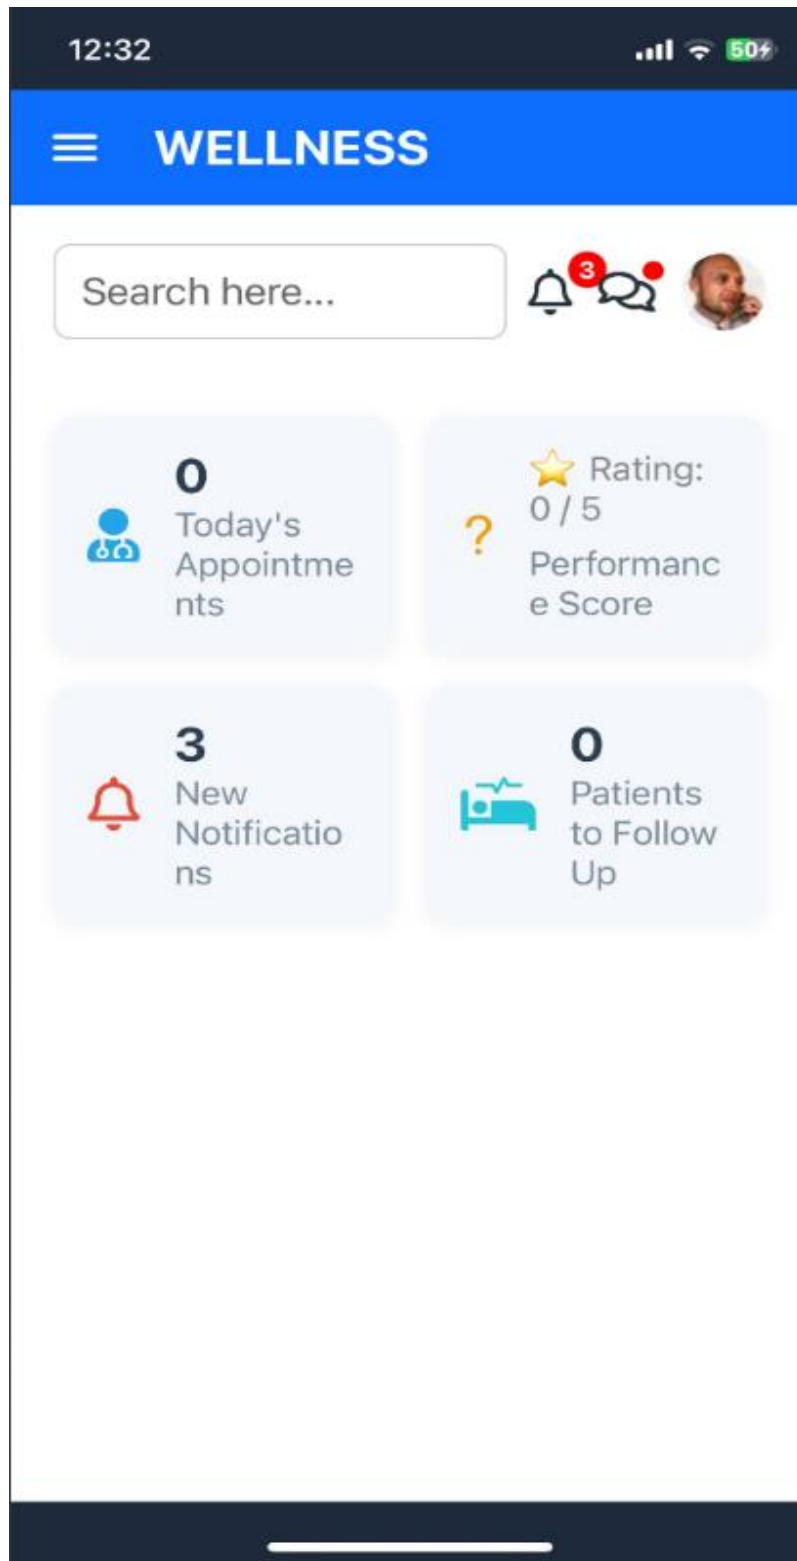 12:32
50
WELLNESS
Search here...
3
0
Today's
Appointme
nts
⭐ Rating:
0 / 5
Performanc
e Score
?
3
New
Notificatio
ns
0
Patients
to Follow
Up